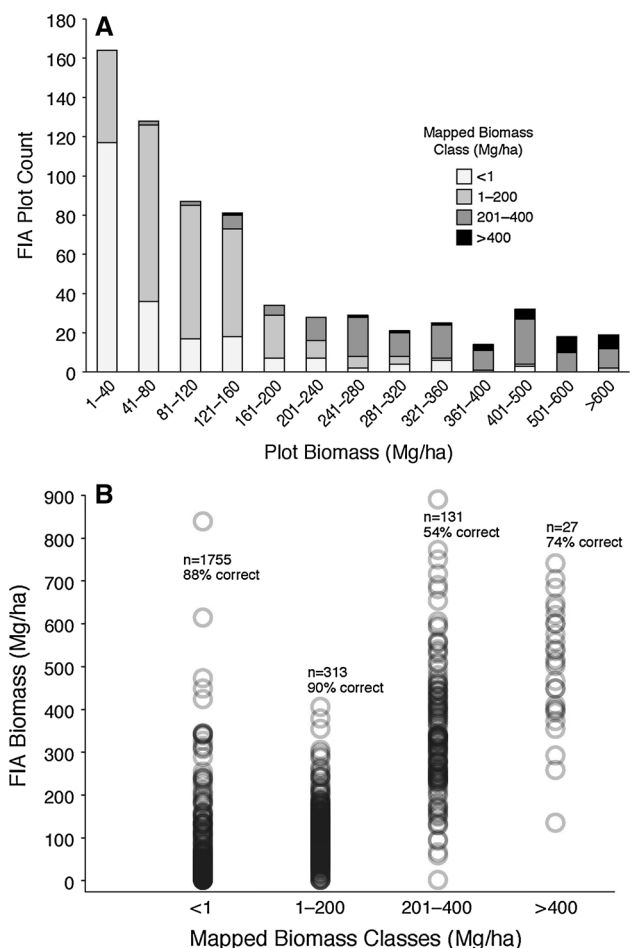 A
180
160
140
120
100
80
60
40
20
0
FIA Plot Count
Mapped Biomass
Class (Mg/ha)
<1
1–200
201–400
>400
1–40
41–80
81–120
121–160
161–200
201–240
241–280
281–320
321–360
361–400
401–500
501–600
>600
Plot Biomass (Mg/ha)
B
900
800
700
600
500
400
300
200
100
0
FIA Biomass (Mg/ha)
n=1755
88% correct
n=313
90% correct
n=131
54% correct
n=27
74% correct
<1
1–200
201–400
>400
Mapped Biomass Classes (Mg/ha)